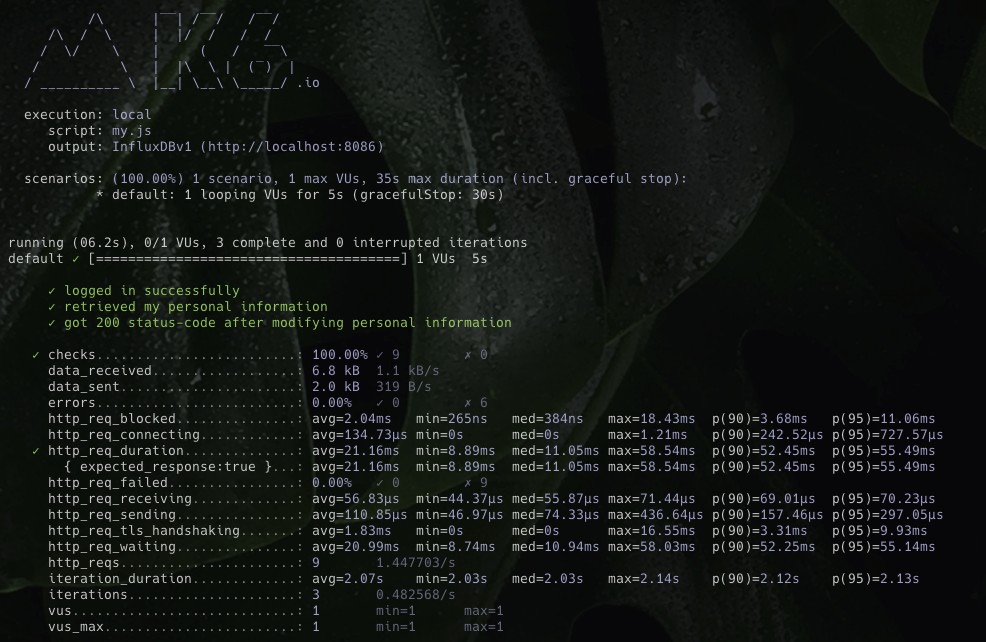 /\      |‾‾| /‾‾/   /‾‾/
     /\  /  \     |  |/  /   /  /
    /  \/    \    |     (   /   ‾‾\
   /          \   |  |\  \ |  (‾)  |
  / __________ \  |__| \__\ \_____/ .io
execution: local
script: my.js
output: InfluxDBv1 (http://localhost:8086)
scenarios: (100.00%) 1 scenario, 1 max VUs, 35s max duration (incl. graceful stop):
* default: 1 looping VUs for 5s (gracefulStop: 30s)
running (06.2s), 0/1 VUs, 3 complete and 0 interrupted iterations
default ✓ [======================================] 1 VUs  5s
✓ logged in successfully
✓ retrieved my personal information
✓ got 200 status-code after modifying personal information
✓ checks.........................: 100.00% ✓ 9        ✗ 0
data_received..................: 6.8 kB  1.1 kB/s
data_sent......................: 2.0 kB  319 B/s
errors.........................: 0.00%   ✓ 0        ✗ 6
http_req_blocked...............: avg=2.04ms   min=265ns   med=384ns   max=18.43ms  p(90)=3.68ms   p(95)=11.06ms
http_req_connecting............: avg=134.73µs min=0s      med=0s      max=1.21ms   p(90)=242.52µs p(95)=727.57µs
✓ http_req_duration..............: avg=21.16ms  min=8.89ms  med=11.05ms max=58.54ms  p(90)=52.45ms  p(95)=55.49ms
{ expected_response:true }...: avg=21.16ms  min=8.89ms  med=11.05ms max=58.54ms  p(90)=52.45ms  p(95)=55.49ms
http_req_failed................: 0.00%   ✓ 0        ✗ 9
http_req_receiving.............: avg=56.83µs  min=44.37µs med=55.87µs max=71.44µs  p(90)=69.01µs  p(95)=70.23µs
http_req_sending...............: avg=110.85µs min=46.97µs med=74.33µs max=436.64µs p(90)=157.46µs p(95)=297.05µs
http_req_tls_handshaking.......: avg=1.83ms   min=0s      med=0s      max=16.55ms  p(90)=3.31ms   p(95)=9.93ms
http_req_waiting...............: avg=20.99ms  min=8.74ms  med=10.94ms max=58.03ms  p(90)=52.25ms  p(95)=55.14ms
http_reqs......................: 9       1.447703/s
iteration_duration.............: avg=2.07s    min=2.03s   med=2.03s   max=2.14s    p(90)=2.12s    p(95)=2.13s
iterations.....................: 3       0.482568/s
vus............................: 1       min=1      max=1
vus_max........................: 1       min=1      max=1